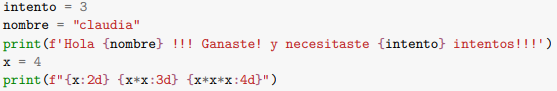 intento = 3
nombre = "claudia"
print(f'Hola {nombre} !!! Ganaste! y necesitaste {intento} intentos!!!')
x = 4
print(f"{x:2d} {x*x:3d} {x*x*x:4d}")